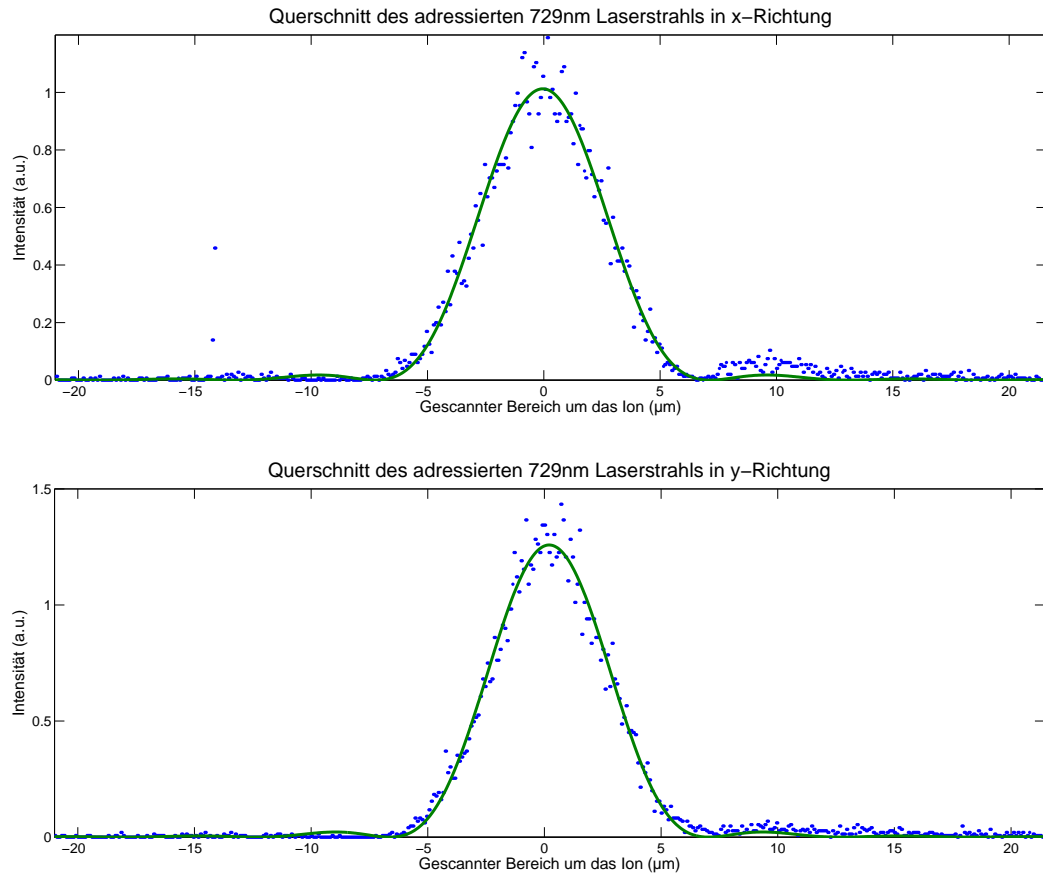 Querschnitt des adressierten 729nm Laserstrahls in x−Richtung
1
0.8
0.6
0.4
0.2
0
Intensität (a.u.)
−20 −15 −10 −5 0 5 10 15 20
Gescannter Bereich um das Ion (µm)
Querschnitt des adressierten 729nm Laserstrahls in y−Richtung
1.5
1
0.5
0
Intensität (a.u.)
−20 −15 −10 −5 0 5 10 15 20
Gescannter Bereich um das Ion (µm)